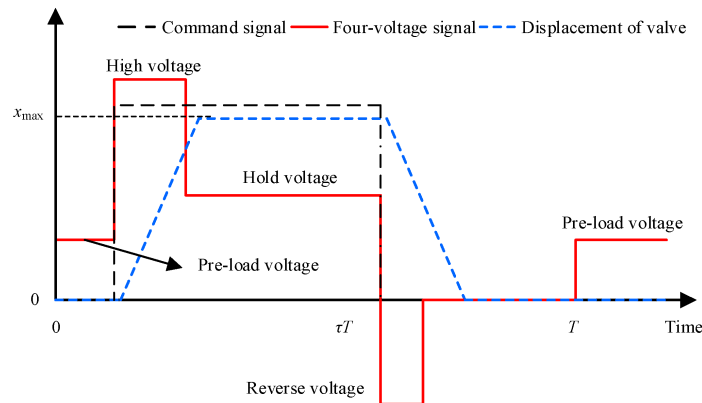 Command signal Four-voltage signal Displacement of valve
High voltage
xmax
Hold voltage
Pre-load voltage
Pre-load voltage
0
0 τT T Time
Reverse voltage